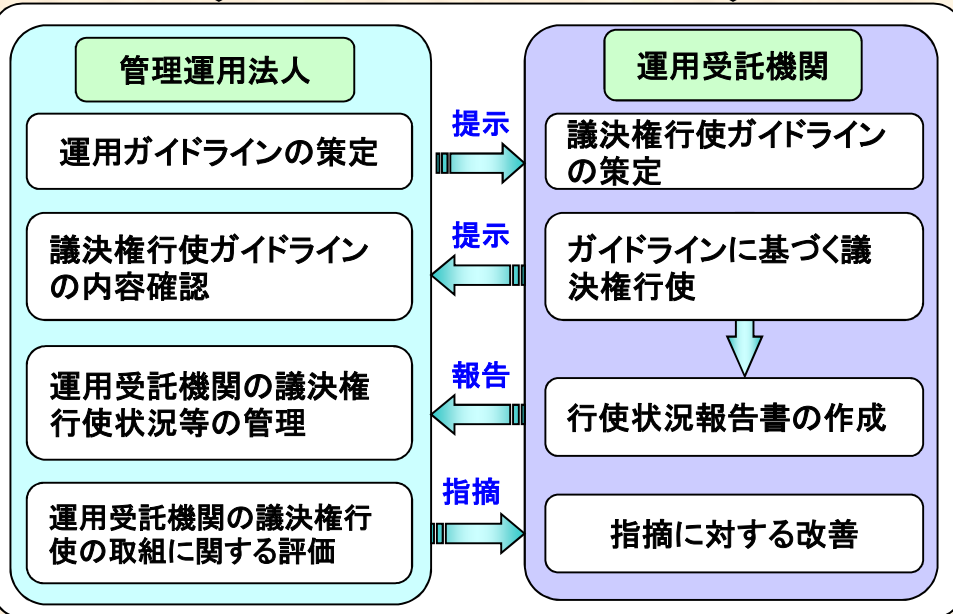 管理運用法人
運用受託機関
運用ガイドラインの策定
提示
議決権行使ガイドライン
の策定
議決権行使ガイドライン
の内容確認
提示
ガイドラインに基づく議
決権行使
運用受託機関の議決権
行使状況等の管理
報告
行使状況報告書の作成
運用受託機関の議決権行
使の取組に関する評価
指摘
指摘に対する改善